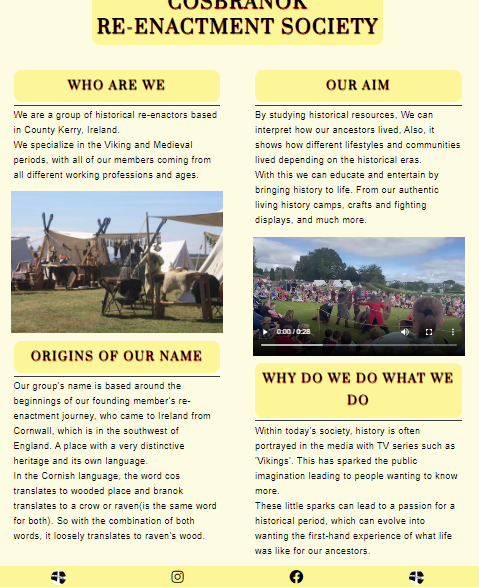 COSBRANOK
RE-ENACTMENT SOCIETY
WHO ARE WE
We are a group of historical re-enactors based
in County Kerry, Ireland.
We specialize in the Viking and Medieval
periods, with all of our members coming from
all different working professions and ages.
ORIGINS OF OUR NAME
Our group's name is based around the
beginnings of our founding member's re-
enactment journey, who came to Ireland from
Cornwall, which is in the southwest of
England. A place with a very distinctive
heritage and its own language.
In the Cornish language, the word cos
translates to wooded place and branok
translates to a crow or raven(is the same word
for both). So with the combination of both
words, it loosely translates to raven's wood.
OUR AIM
By studying historical resources, We can
interpret how our ancestors lived, Also, it
shows how different lifestyles and communities
lived depending on the historical eras.
With this we can educate and entertain by
bringing history to life. From our authentic
living history camps, crafts and fighting
displays, and much more.
0:00 / 0:28
WHY DO WE DO WHAT WE
DO
Within today's society, history is often
portrayed in the media with TV series such as
'Vikings'. This has sparked the public
imagination leading to people wanting to know
more.
These little sparks can lead to a passion for a
historical period, which can evolve into
wanting the first-hand experience of what life
was like for our ancestors.